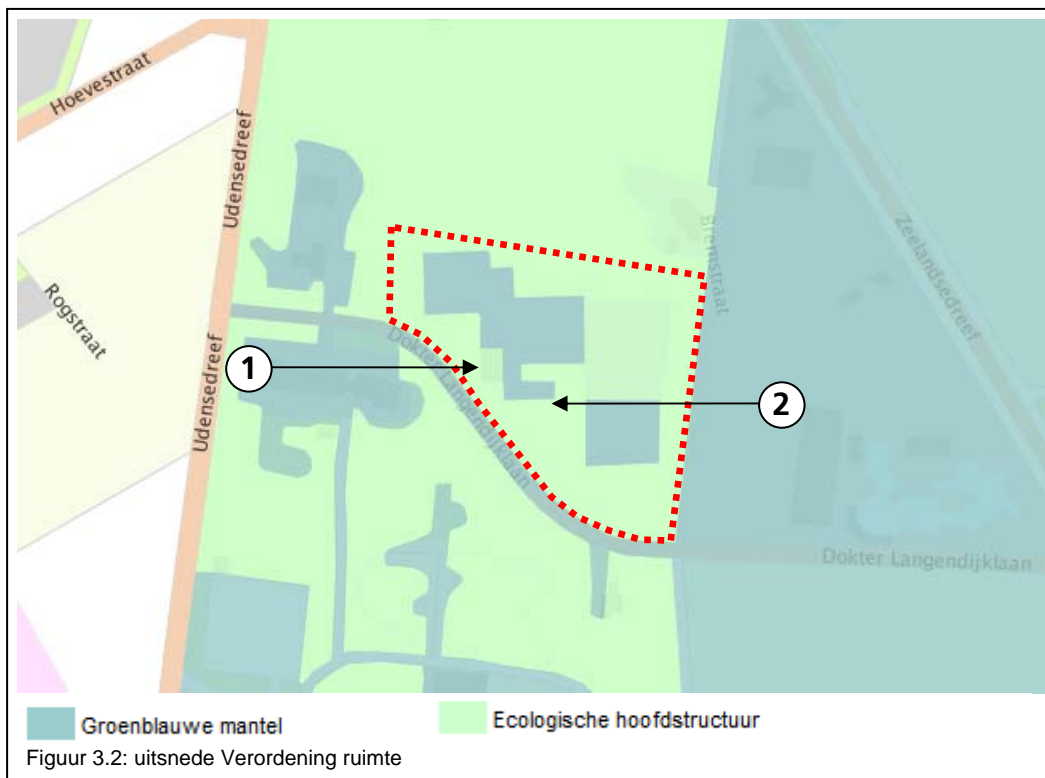 Hoevestraat
Udensedreef
Rogstraat
Udensedreef
Bremstraat
Zeelandsedreef
1
Dokter Langendijklaan
2
Dokter Langendijklaan
Groenblauwe mantel
Ecologische hoofdstructuur
Figuur 3.2: uitsnede Verordening ruimte